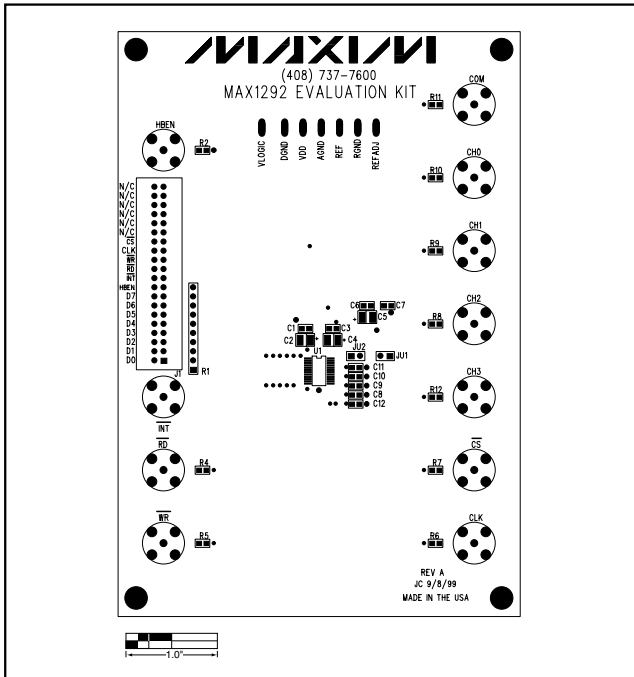 MAXIM
(408) 737-7600
MAX1292 EVALUATION KIT
COM
R11
HBEN
R2
VLOGIC
DGND
VDD
AGND
REF
RGND
REFADJ
R10
CH0
N/C
N/C
N/C
N/C
N/C
N/C
CS
CLK
WR
RD
INT
HBEN
D7
D6
D5
D4
D3
D2
D1
D0
J1
R1
R9
CH1
C6
C7
C5
CH2
R8
C1
C3
C2
C4
U1
JU2
JU1
C11
C10
C9
C8
C12
CH3
R12
INT
RD
R4
CS
R7
WR
R5
CLK
R6
REV A
JC 9/8/99
MADE IN THE USA
1.0"